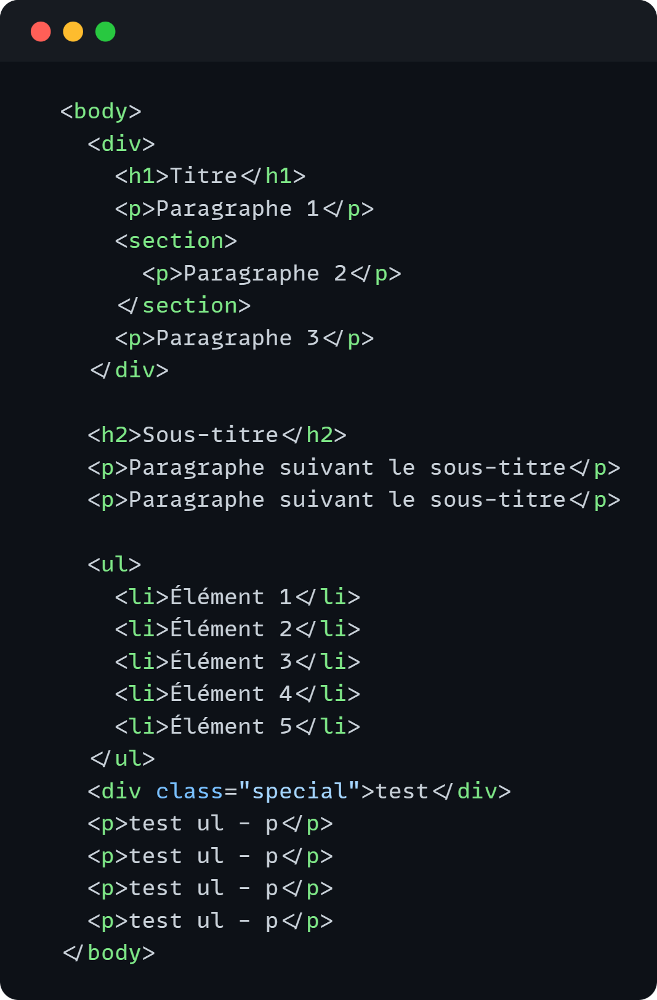 <body>
<div>
<h1>Titre</h1>
<p>Paragraphe 1</p>
<section>
<p>Paragraphe 2</p>
</section>
<p>Paragraphe 3</p>
</div>
<h2>Sous-titre</h2>
<p>Paragraphe suivant le sous-titre</p>
<p>Paragraphe suivant le sous-titre</p>
<ul>
<li>Élément 1</li>
<li>Élément 2</li>
<li>Élément 3</li>
<li>Élément 4</li>
<li>Élément 5</li>
</ul>
<div class="special">test</div>
<p>test ul - p</p>
<p>test ul - p</p>
<p>test ul - p</p>
<p>test ul - p</p>
</body>